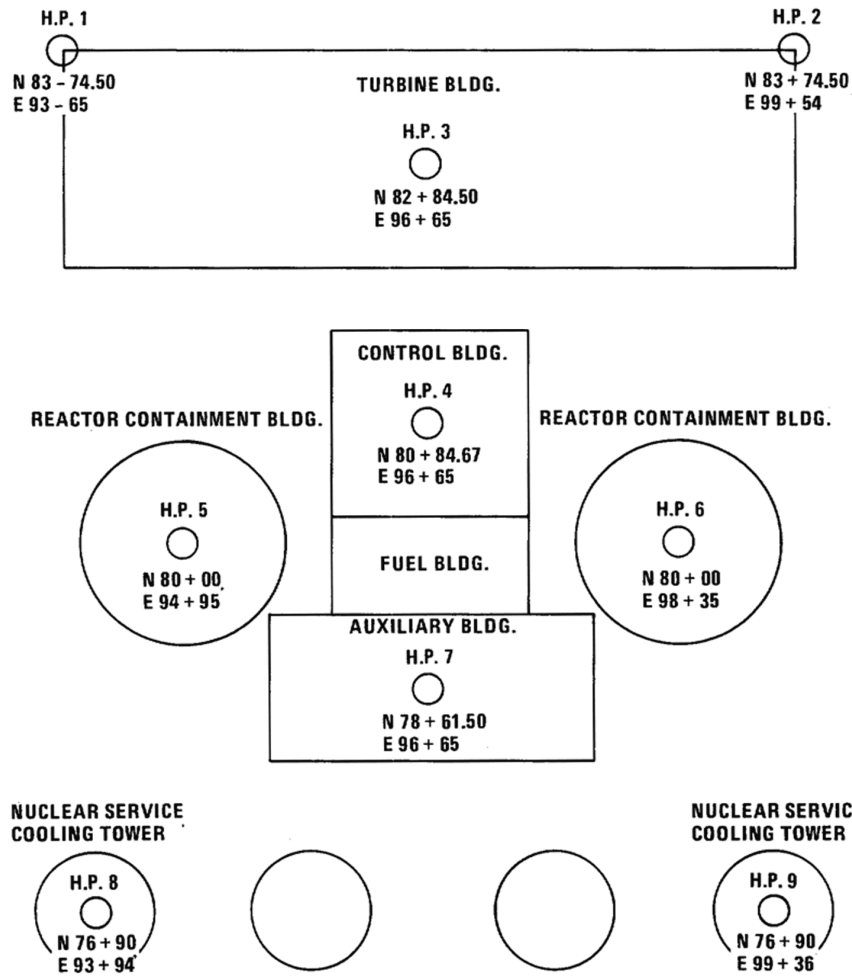 H.P. 1
H.P. 2
N 83 - 74.50
E 93 - 65
TURBINE BLDG.
N 83 + 74.50
E 99 + 54
H.P. 3
N 82 + 84.50
E 96 + 65
CONTROL BLDG.
H.P. 4
N 80 + 84.67
E 96 + 65
REACTOR CONTAINMENT BLDG.
REACTOR CONTAINMENT BLDG.
H.P. 5
N 80 + 00
E 94 + 95
H.P. 6
N 80 + 00
E 98 + 35
FUEL BLDG.
AUXILIARY BLDG.
H.P. 7
N 78 + 61.50
E 96 + 65
NUCLEAR SERVICE
COOLING TOWER
H.P. 8
N 76 + 90
E 93 + 94
NUCLEAR SERVIC
COOLING TOWER
H.P. 9
N 76 + 90
E 99 + 36